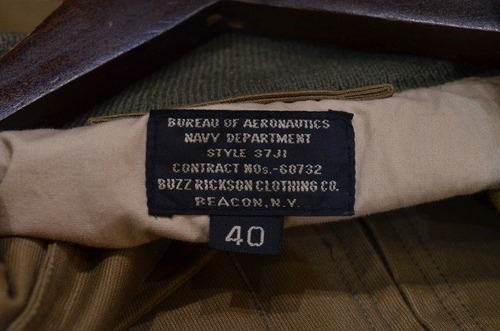 BUREAU OF AERONAUTICS
NAVY DEPARTMENT
STYLE 37J1
CONTRACT NOs.-60732
BUZZ RICKSON CLOTHING CO.
BEACON, N.Y.
40